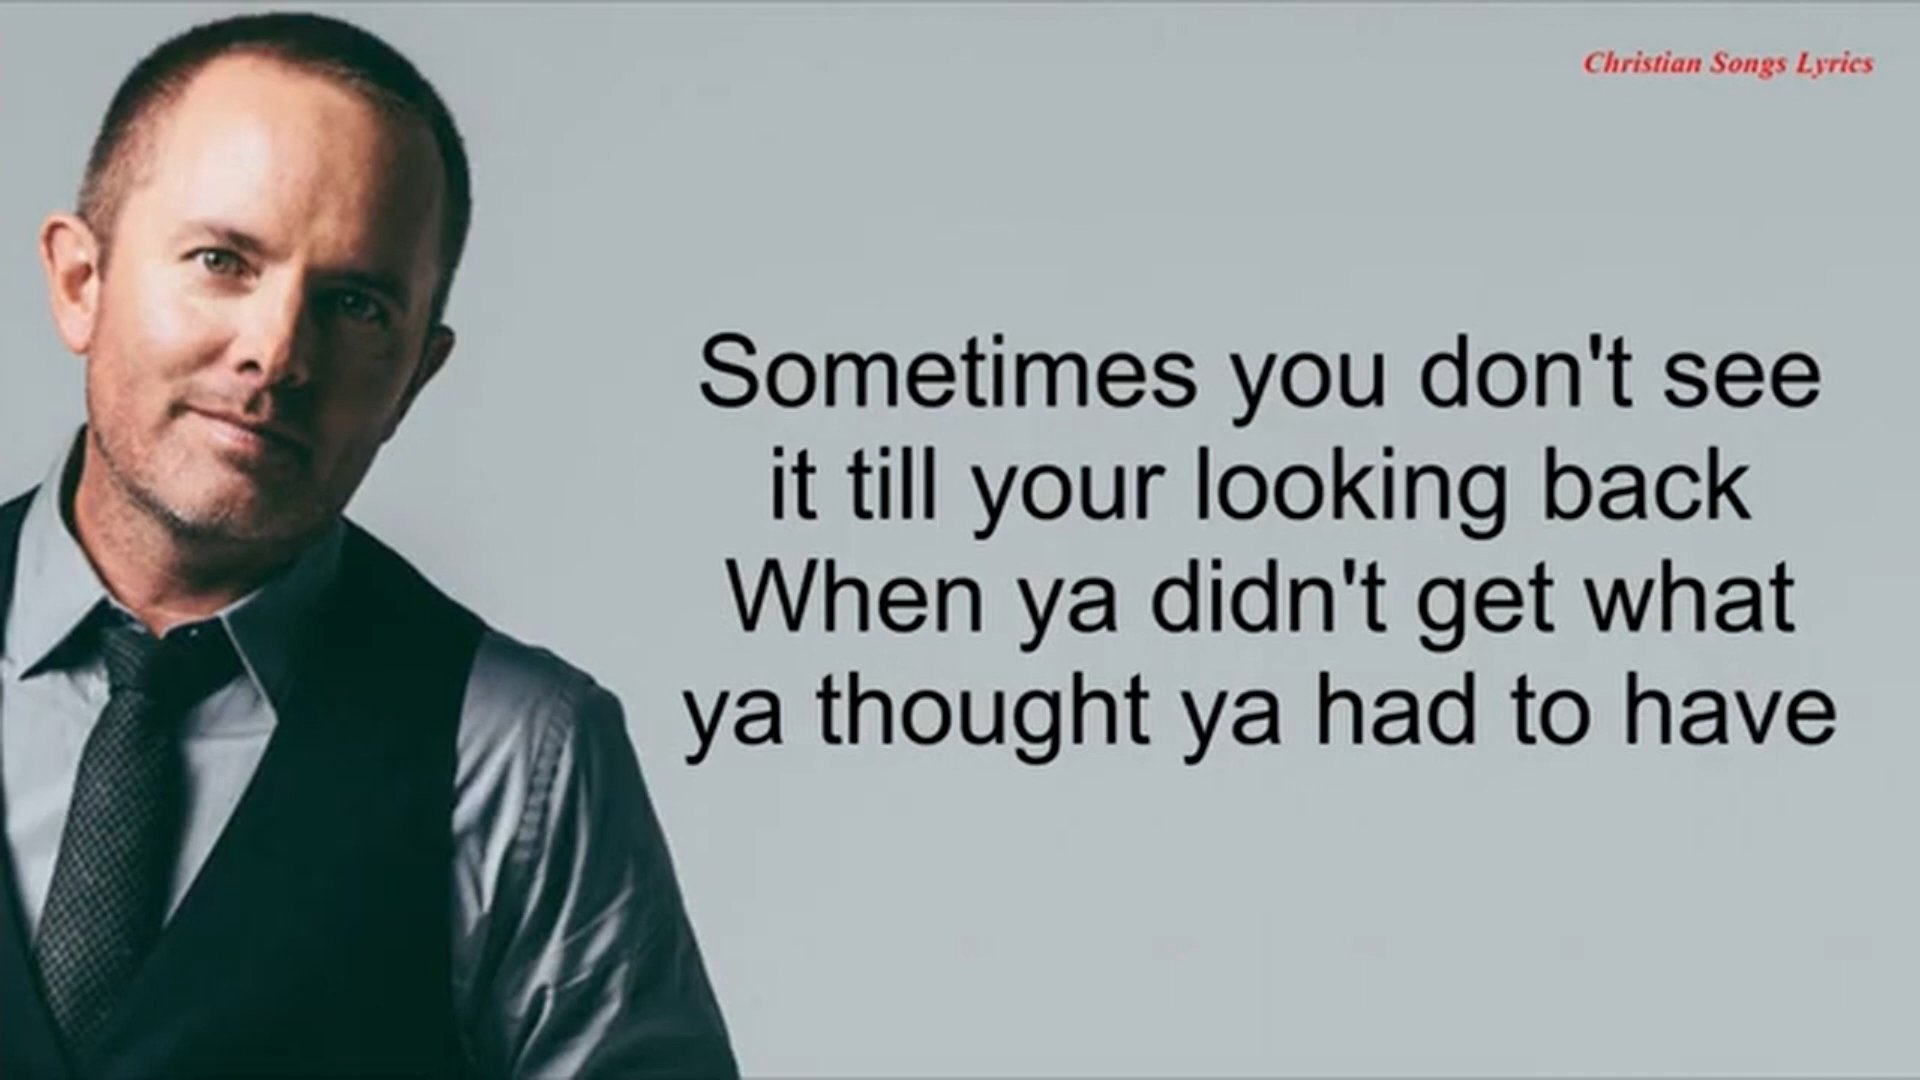 Christian Songs Lyrics
Sometimes you don't see
it till your looking back
When ya didn't get what
ya thought ya had to have